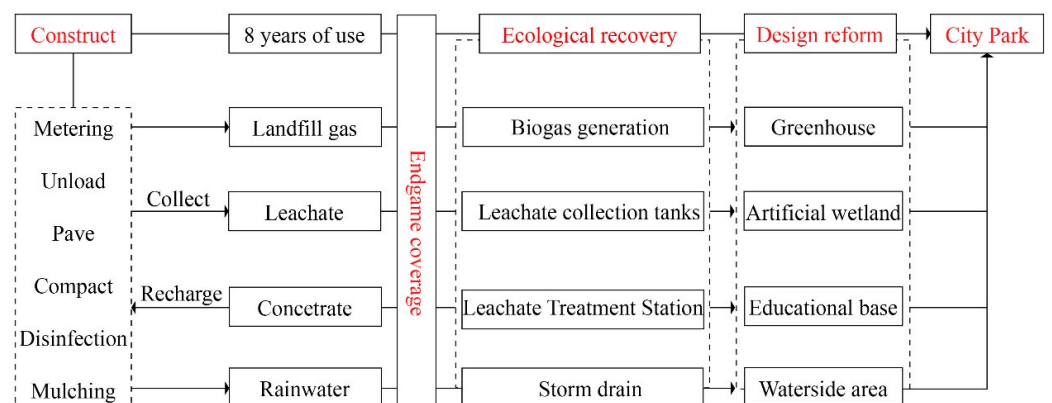 Construct
8 years of use
Ecological recovery
Design reform
City Park
Endgame coverage
Metering
Unload
Pave
Compact
Disinfection
Mulching
Collect
Recharge
Landfill gas
Leachate
Concetrate
Rainwater
Biogas generation
Leachate collection tanks
Leachate Treatment Station
Storm drain
Greenhouse
Artificial wetland
Educational base
Waterside area